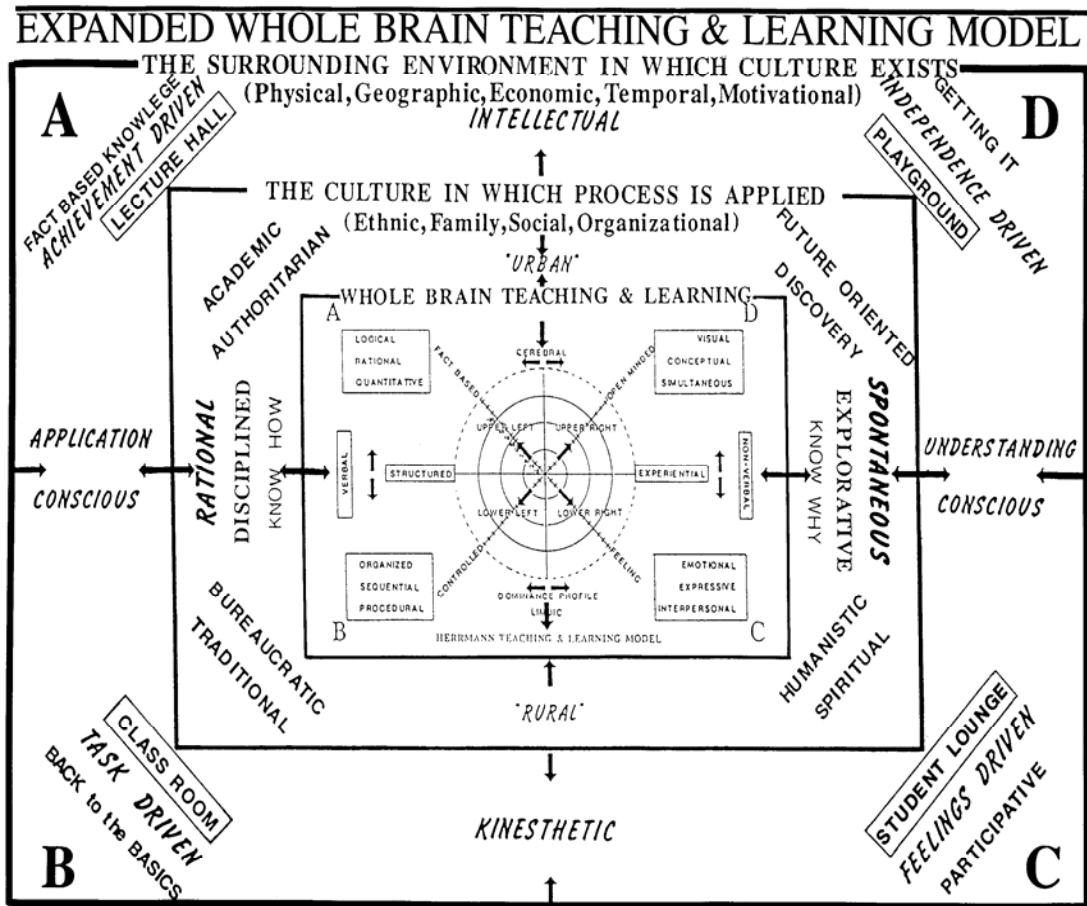 EXPANDED WHOLE BRAIN TEACHING & LEARNING MODEL
THE SURROUNDING ENVIRONMENT IN WHICH CULTURE EXISTS
(Physical, Geographic, Economic, Temporal, Motivational)
INTELLECTUAL
A
FACT BASED KNOWLEGE
ACHIEVEMENT DRIVEN
LECTURE HALL
D
GETTING IT
INDEPENDENCE DRIVEN
PLAYGROUND
THE CULTURE IN WHICH PROCESS IS APPLIED
(Ethnic, Family, Social, Organizational)
"URBAN"
ACADEMIC
AUTHORITARIAN
FUTURE ORIENTED
DISCOVERY
WHOLE BRAIN TEACHING & LEARNING
A
D
LOGICAL
RATIONAL
QUANTITATIVE
FACT BASED
CEREBRAL
OPEN MINDED
VISUAL
CONCEPTUAL
SIMULTANEOUS
UPPER LEFT
UPPER RIGHT
APPLICATION
CONSCIOUS
RATIONAL
DISCIPLINED
KNOW HOW
VERBAL
STRUCTURED
EXPERIENTIAL
NON-VERBAL
KNOW WHY
EXPLORATIVE
SPONTANEOUS
UNDERSTANDING
CONSCIOUS
LOWER LEFT
LOWER RIGHT
CONTROLLED
FEELING
ORGANIZED
SEQUENTIAL
PROCEDURAL
DOMINANCE PROFILE
LIMBIC
EMOTIONAL
EXPRESSIVE
INTERPERSONAL
B
C
HERRMANN TEACHING & LEARNING MODEL
BUREAUCRATIC
TRADITIONAL
HUMANISTIC
SPIRITUAL
"RURAL"
CLASS ROOM
TASK DRIVEN
BACK to the BASICS
B
KINESTHETIC
STUDENT LOUNGE
FEELINGS DRIVEN
PARTICIPATIVE
C